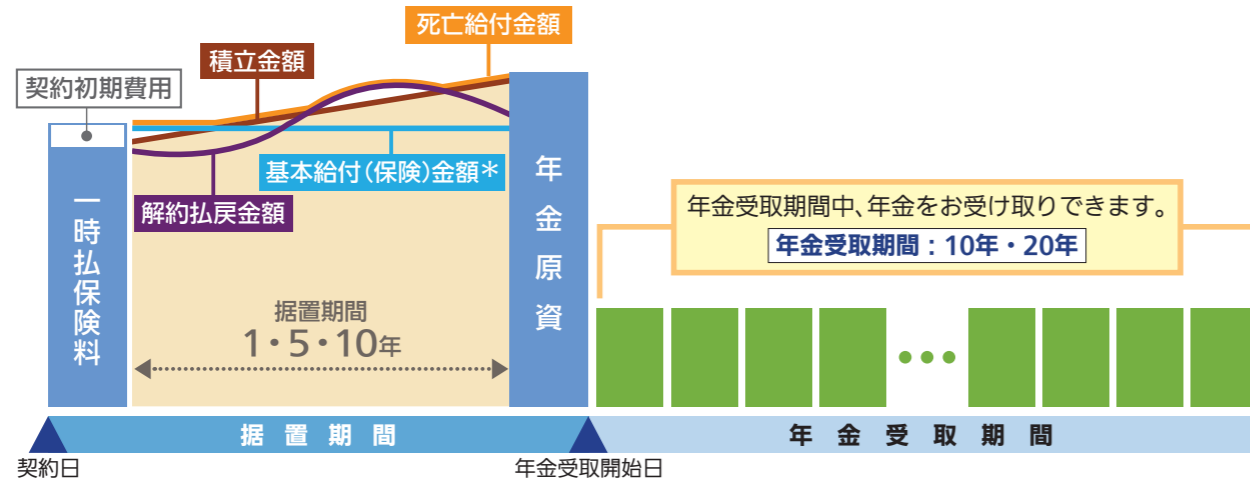 死亡給付金額
積立金額
契約初期費用
基本給付(保険)金額＊
解約払戻金額
一時払保険料
年金原資
年金受取期間中、年金をお受け取りできます。
年金受取期間：10年・20年
据置期間
1・5・10年
据置期間
年金受取期間
契約日
年金受取開始日